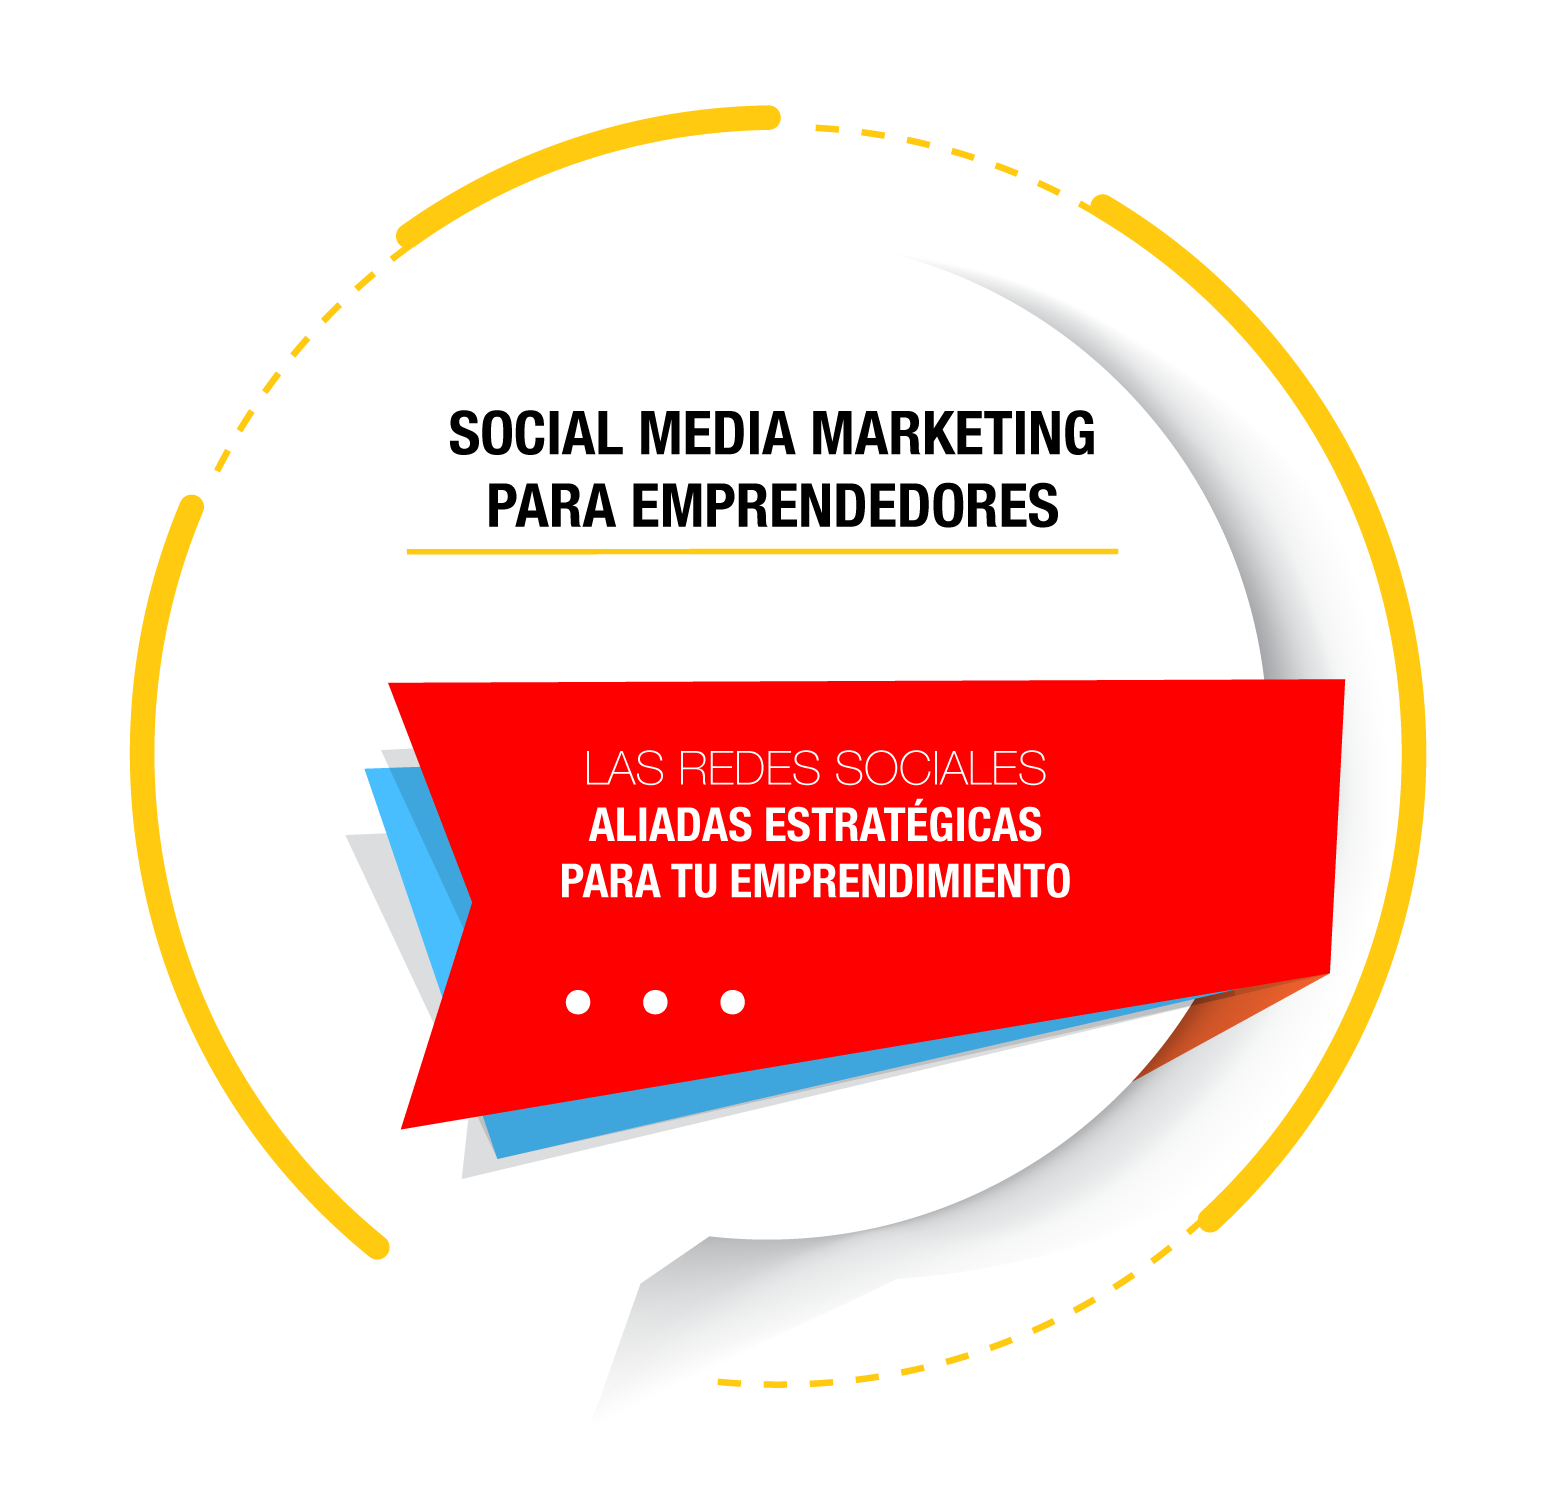 SOCIAL MEDIA MARKETING
PARA EMPRENDEDORES
LAS REDES SOCIALES
ALIADAS ESTRATÉGICAS
PARA TU EMPRENDIMIENTO